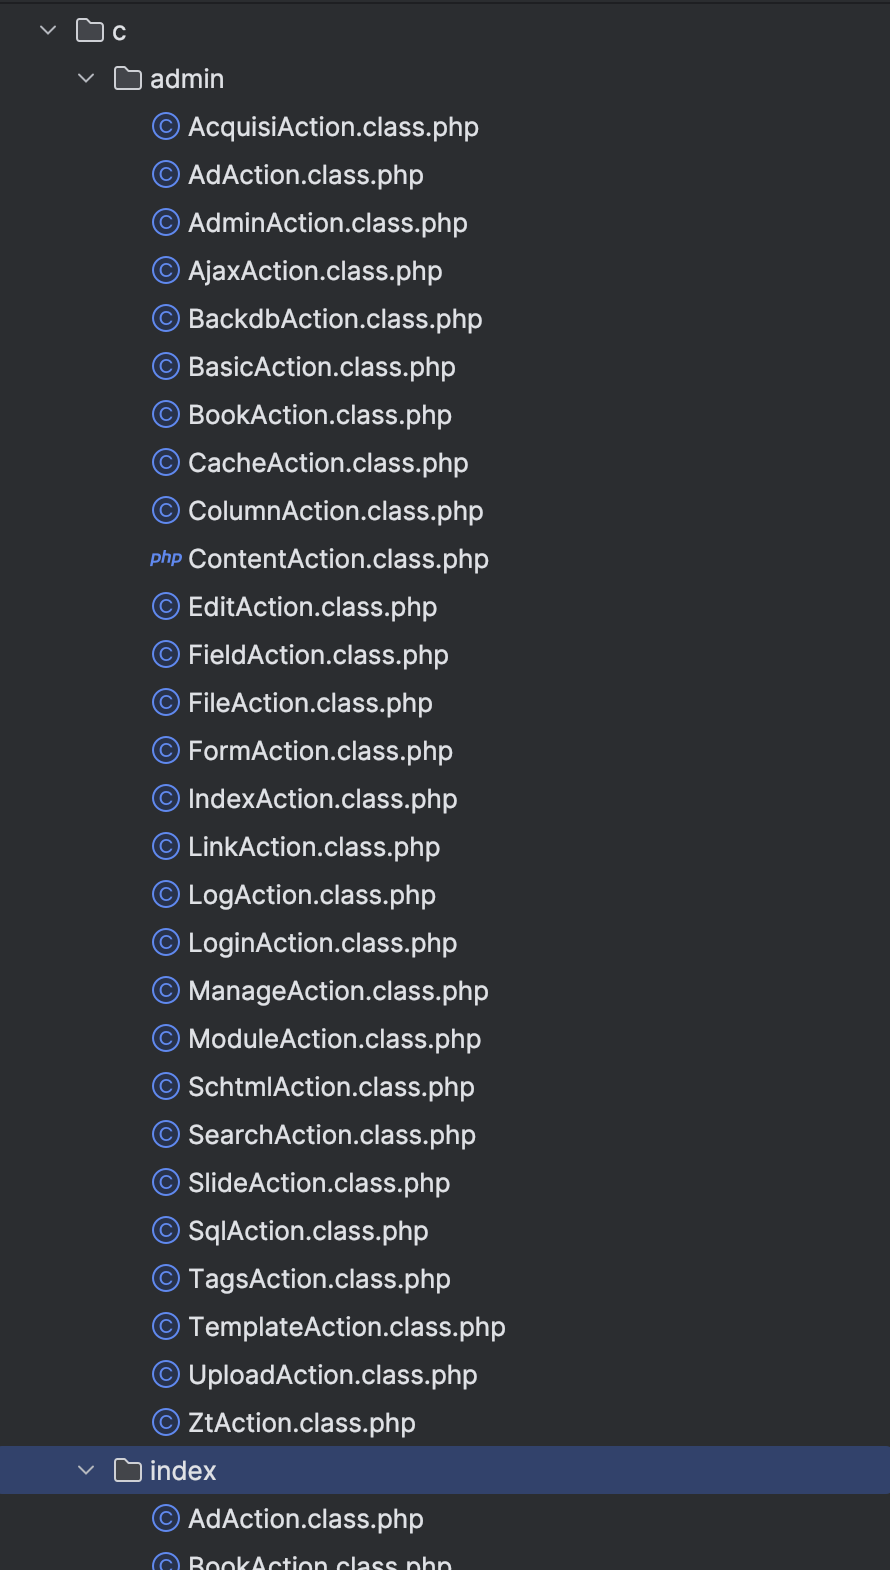 c
admin
AcquisiAction.class.php
AdAction.class.php
AdminAction.class.php
AjaxAction.class.php
BackdbAction.class.php
BasicAction.class.php
BookAction.class.php
CacheAction.class.php
ColumnAction.class.php
php ContentAction.class.php
EditAction.class.php
FieldAction.class.php
FileAction.class.php
FormAction.class.php
IndexAction.class.php
LinkAction.class.php
LogAction.class.php
LoginAction.class.php
ManageAction.class.php
ModuleAction.class.php
SchtmlAction.class.php
SearchAction.class.php
SlideAction.class.php
SqlAction.class.php
TagsAction.class.php
TemplateAction.class.php
UploadAction.class.php
ZtAction.class.php
index
AdAction.class.php
BookAction.class.php